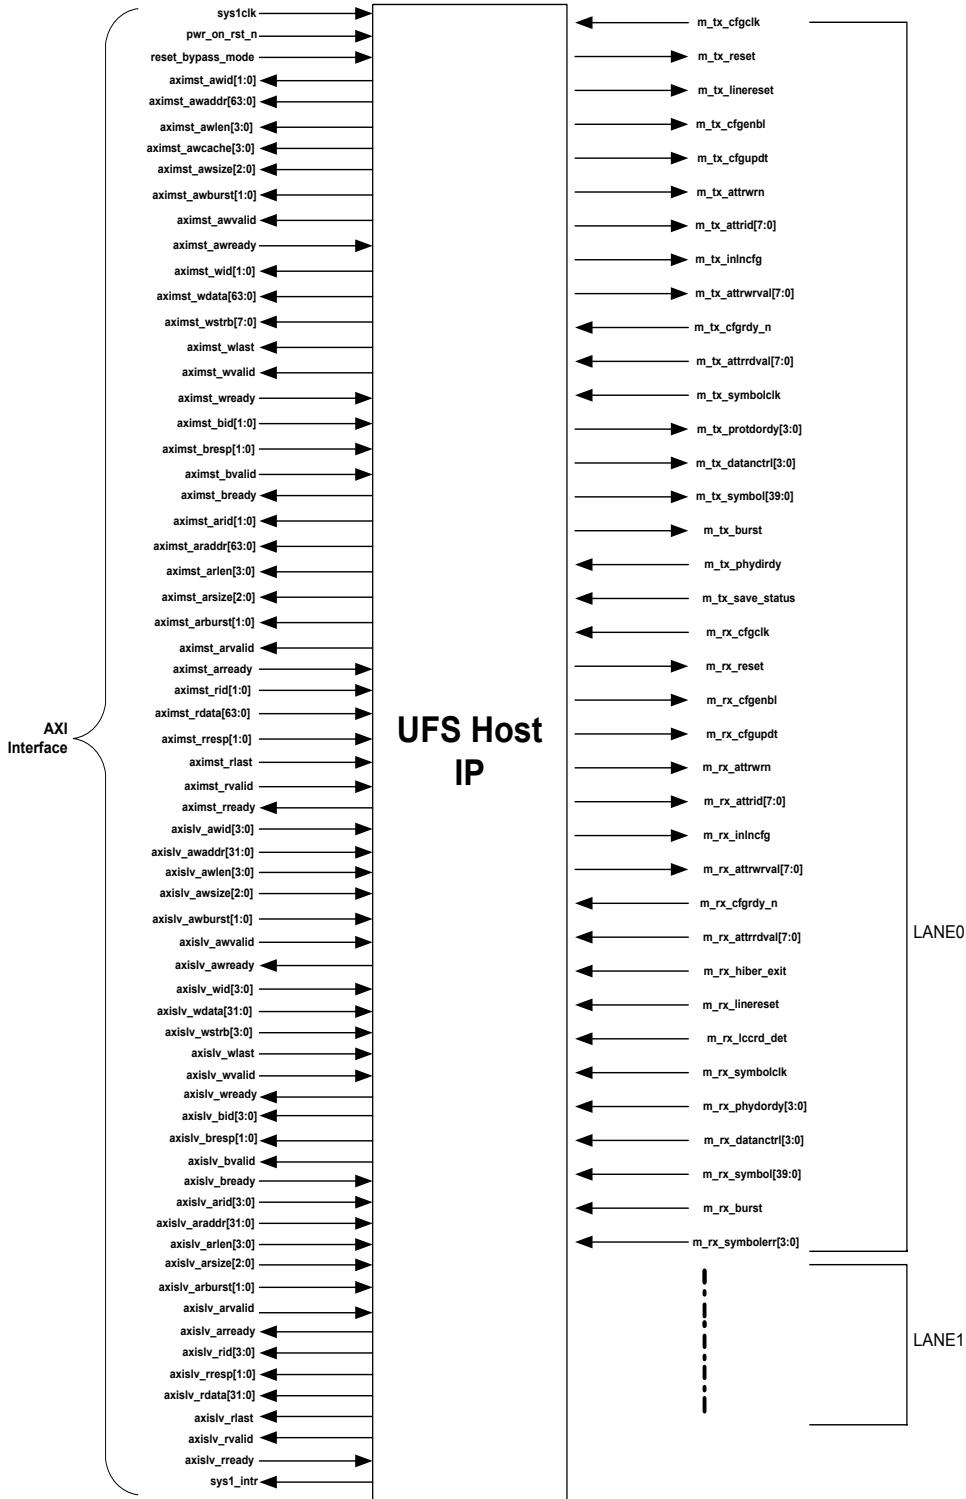 sys1clk
pwr_on_rst_n
reset_bypass_mode
aximst_awid[1:0]
aximst_awaddr[63:0]
aximst_awlen[3:0]
aximst_awcache[3:0]
aximst_awsize[2:0]
aximst_awburst[1:0]
aximst_awvalid
aximst_awready
aximst_wid[1:0]
aximst_wdata[63:0]
aximst_wstrb[7:0]
aximst_wlast
aximst_wvalid
aximst_wready
aximst_bid[1:0]
aximst_bresp[1:0]
aximst_bvalid
aximst_bready
aximst_arid[1:0]
aximst_araddr[63:0]
aximst_arlen[3:0]
aximst_arsize[2:0]
aximst_arburst[1:0]
aximst_arvalid
aximst_arready
aximst_rid[1:0]
aximst_rdata[63:0]
aximst_rresp[1:0]
aximst_rlast
aximst_rvalid
aximst_rready
axislv_awid[3:0]
axislv_awaddr[31:0]
axislv_awlen[3:0]
axislv_awsize[2:0]
axislv_awburst[1:0]
axislv_awvalid
axislv_awready
axislv_wid[3:0]
axislv_wdata[31:0]
axislv_wstrb[3:0]
axislv_wlast
axislv_wvalid
axislv_wready
axislv_bid[3:0]
axislv_bresp[1:0]
axislv_bvalid
axislv_bready
axislv_arid[3:0]
axislv_araddr[31:0]
axislv_arlen[3:0]
axislv_arsize[2:0]
axislv_arburst[1:0]
axislv_arvalid
axislv_arready
axislv_rid[3:0]
axislv_rresp[1:0]
axislv_rdata[31:0]
axislv_rlast
axislv_rvalid
axislv_rready
sys1_intr
AXI
Interface
UFS Host
IP
m_tx_cfgclk
m_tx_reset
m_tx_linereset
m_tx_cfgenbl
m_tx_cfgupdt
m_tx_attrwrn
m_tx_attrid[7:0]
m_tx_inlncfg
m_tx_attrwrval[7:0]
m_tx_cfgrdy_n
m_tx_attrrdval[7:0]
m_tx_symbolclk
m_tx_protdordy[3:0]
m_tx_datanctrl[3:0]
m_tx_symbol[39:0]
m_tx_burst
m_tx_phydirdy
m_tx_save_status
m_rx_cfgclk
m_rx_reset
m_rx_cfgenbl
m_rx_cfgupdt
m_rx_attrwrn
m_rx_attrid[7:0]
m_rx_inlncfg
m_rx_attrwrval[7:0]
m_rx_cfgrdy_n
m_rx_attrrdval[7:0]
m_rx_hiber_exit
m_rx_linereset
m_rx_lccrd_det
m_rx_symbolclk
m_rx_phydordy[3:0]
m_rx_datanctrl[3:0]
m_rx_symbol[39:0]
m_rx_burst
m_rx_symbolerr[3:0]
LANE0
LANE1